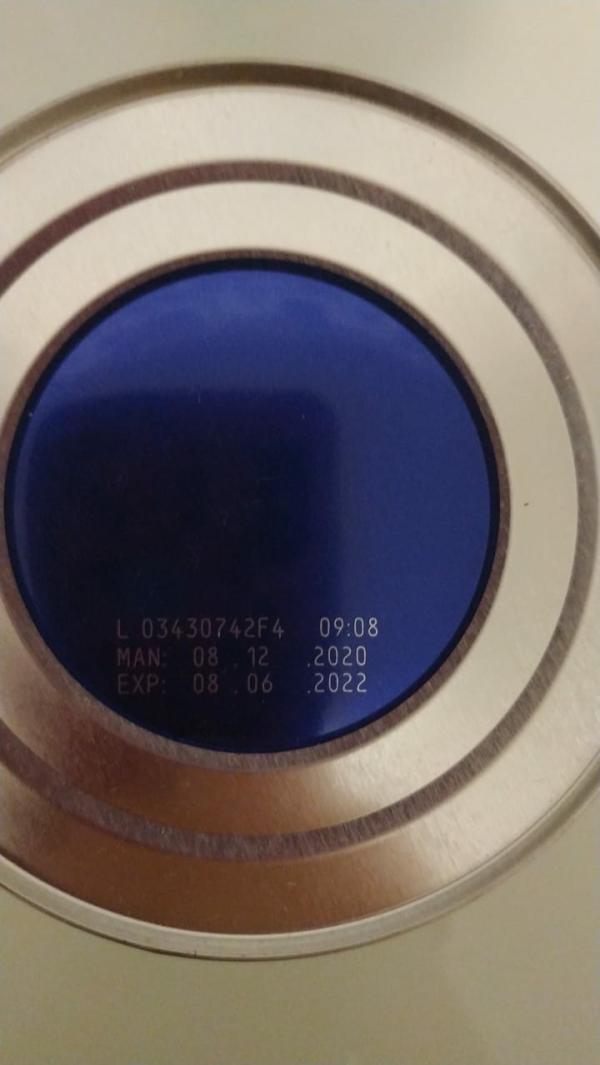 L 03430742F4 09:08
MAN: 08 . 12 .2020
EXP: 08 . 06 .2022